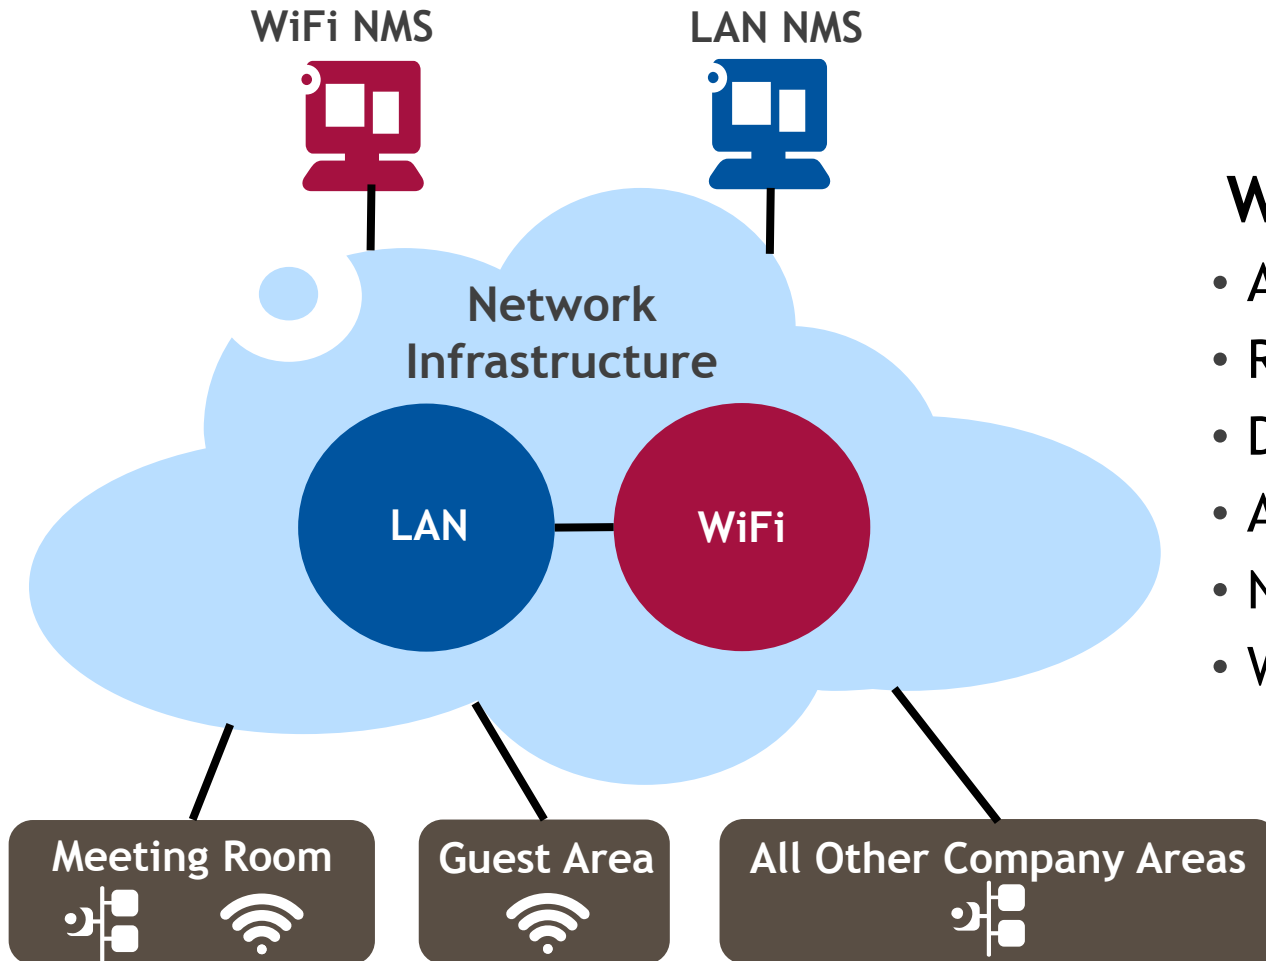 WiFi NMS
LAN NMS
Network
Infrastructure
LAN
WiFi
Meeting Room
Guest Area
All Other Company Areas